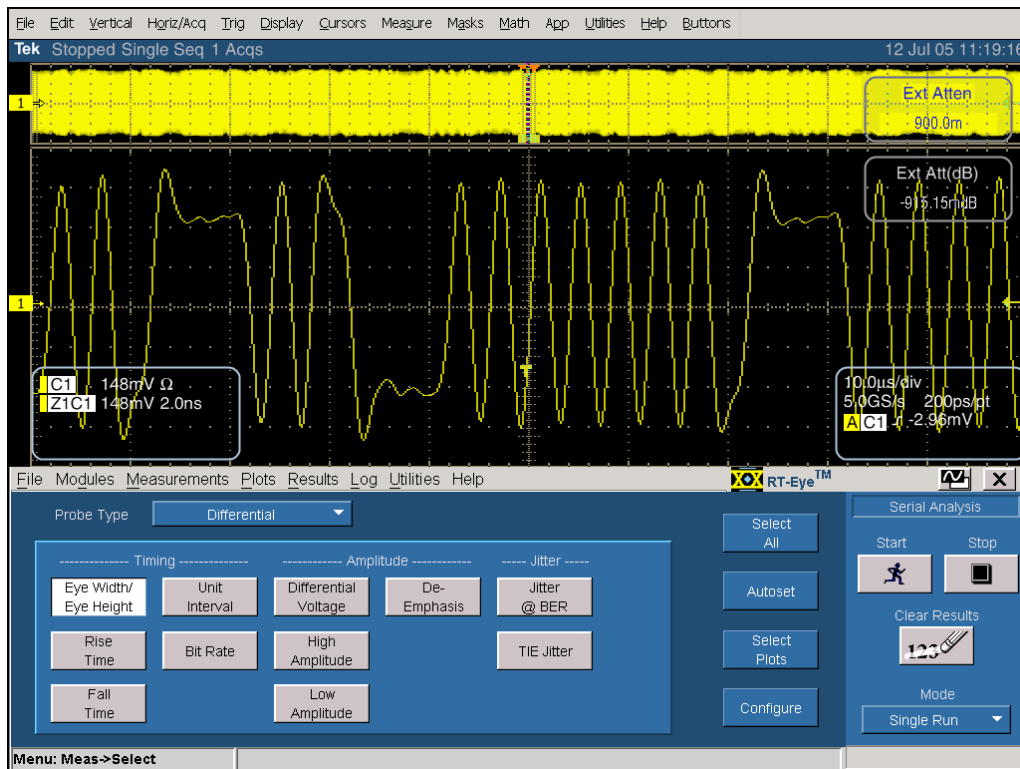 File Edit Vertical Horiz/Acq Trig Display Cursors Measure Masks Math App Utilities Help Buttons
Tek Stopped Single Seq 1 Acqs 12 Jul 05 11:19:16
1
Ext Atten
900.0m
Ext Att(dB)
-915.15mdB
1
T
C1 148mV Ω
Z1C1 148mV 2.0ns
10.0µs/div
5.0GS/s 200ps/pt
A C1 -2.96mV
File Modules Measurements Plots Results Log Utilities Help RT-Eye™ X
Probe Type Differential
Select All
Serial Analysis
Start Stop
Timing Amplitude Jitter
Eye Width/ Eye Height
Unit Interval
Differential Voltage
De-Emphasis
Jitter @ BER
Autoset
Clear Results
123
Rise Time
Bit Rate
High Amplitude
TIE Jitter
Select Plots
Fall Time
Low Amplitude
Configure
Mode
Single Run
Menu: Meas->Select